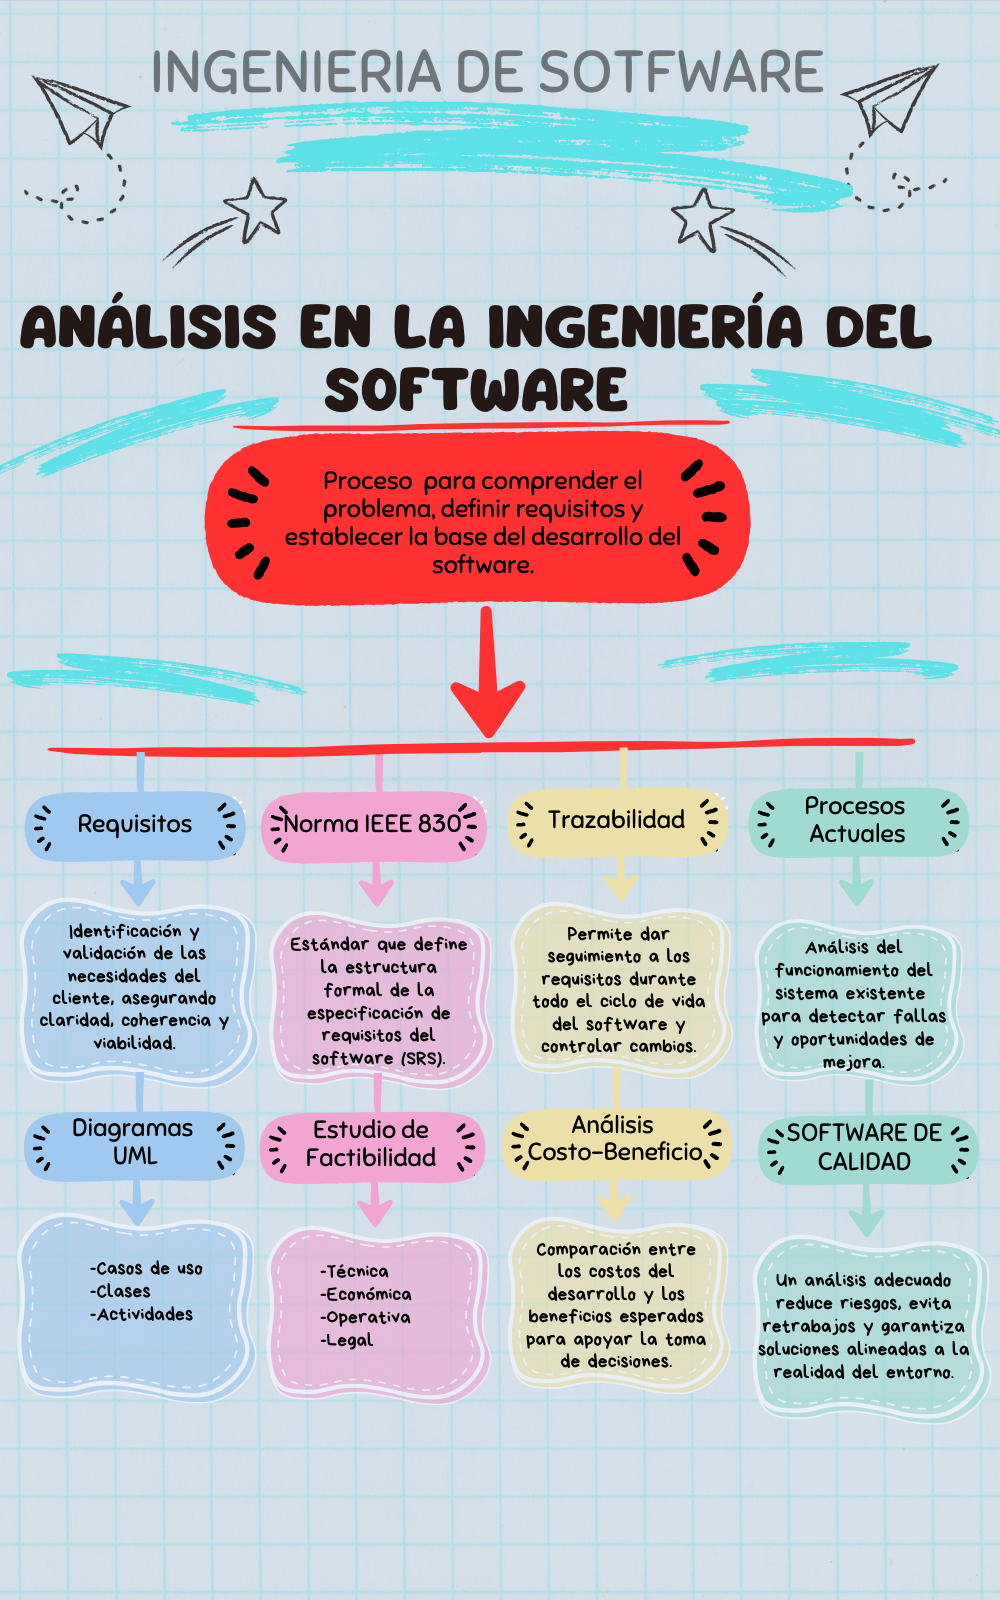 INGENIERIA DE SOTFWARE
ANÁLISIS EN LA INGENIERÍA DEL
SOFTWARE
Proceso para comprender el
problema, definir requisitos y
establecer la base del desarrollo del
software.
Requisitos
Identificación y
validación de las
necesidades del
cliente, asegurando
claridad, coherencia y
viabilidad.
Norma IEEE 830
Estándar que define
la estructura
formal de la
especificación de
requisitos del
software (SRS).
Trazabilidad
Permite dar
seguimiento a los
requisitos durante
todo el ciclo de vida
del software y
controlar cambios.
Procesos
Actuales
Análisis del
funcionamiento del
sistema existente
para detectar fallas
y oportunidades de
mejora.
Diagramas
UML
-Casos de uso
-Clases
-Actividades
Estudio de
Factibilidad
-Técnica
-Económica
-Operativa
-Legal
Análisis
Costo-Beneficio
Comparación entre
los costos del
desarrollo y los
beneficios esperados
para apoyar la toma
de decisiones.
SOFTWARE DE
CALIDAD
Un análisis adecuado
reduce riesgos, evita
retrabajos y garantiza
soluciones alineadas a la
realidad del entorno.